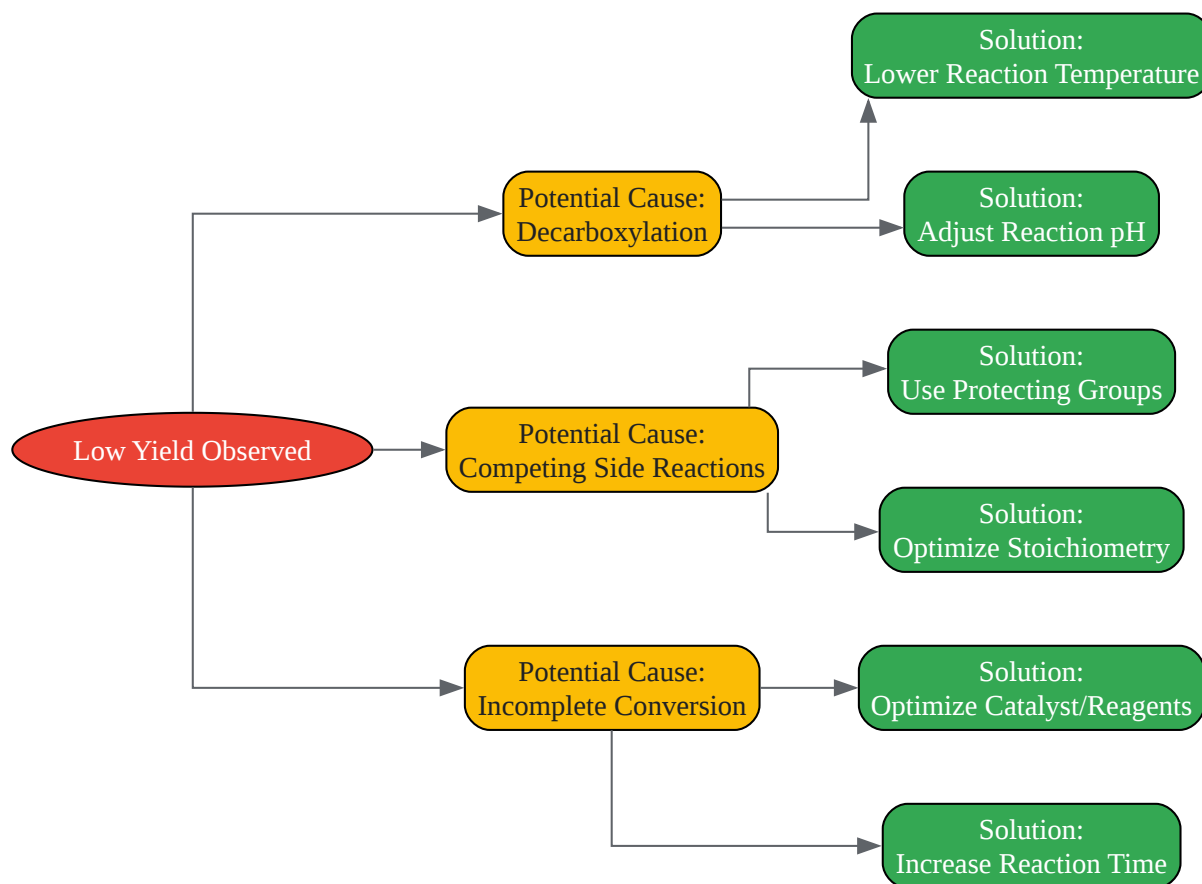 Solution:
Lower Reaction Temperature
Potential Cause:
Decarboxylation
Solution:
Adjust Reaction pH
Solution:
Use Protecting Groups
Low Yield Observed
Potential Cause:
Competing Side Reactions
Solution:
Optimize Stoichiometry
Potential Cause:
Incomplete Conversion
Solution:
Optimize Catalyst/Reagents
Solution:
Increase Reaction Time